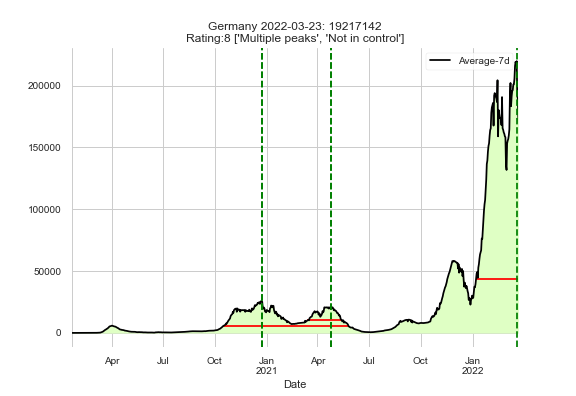 Germany 2022-03-23: 19217142
Rating:8 ['Multiple peaks', 'Not in control']
Average-7d
200000
150000
100000
50000
0
Apr Jul Oct Jan Apr Jul Oct Jan
2021 2022
Date